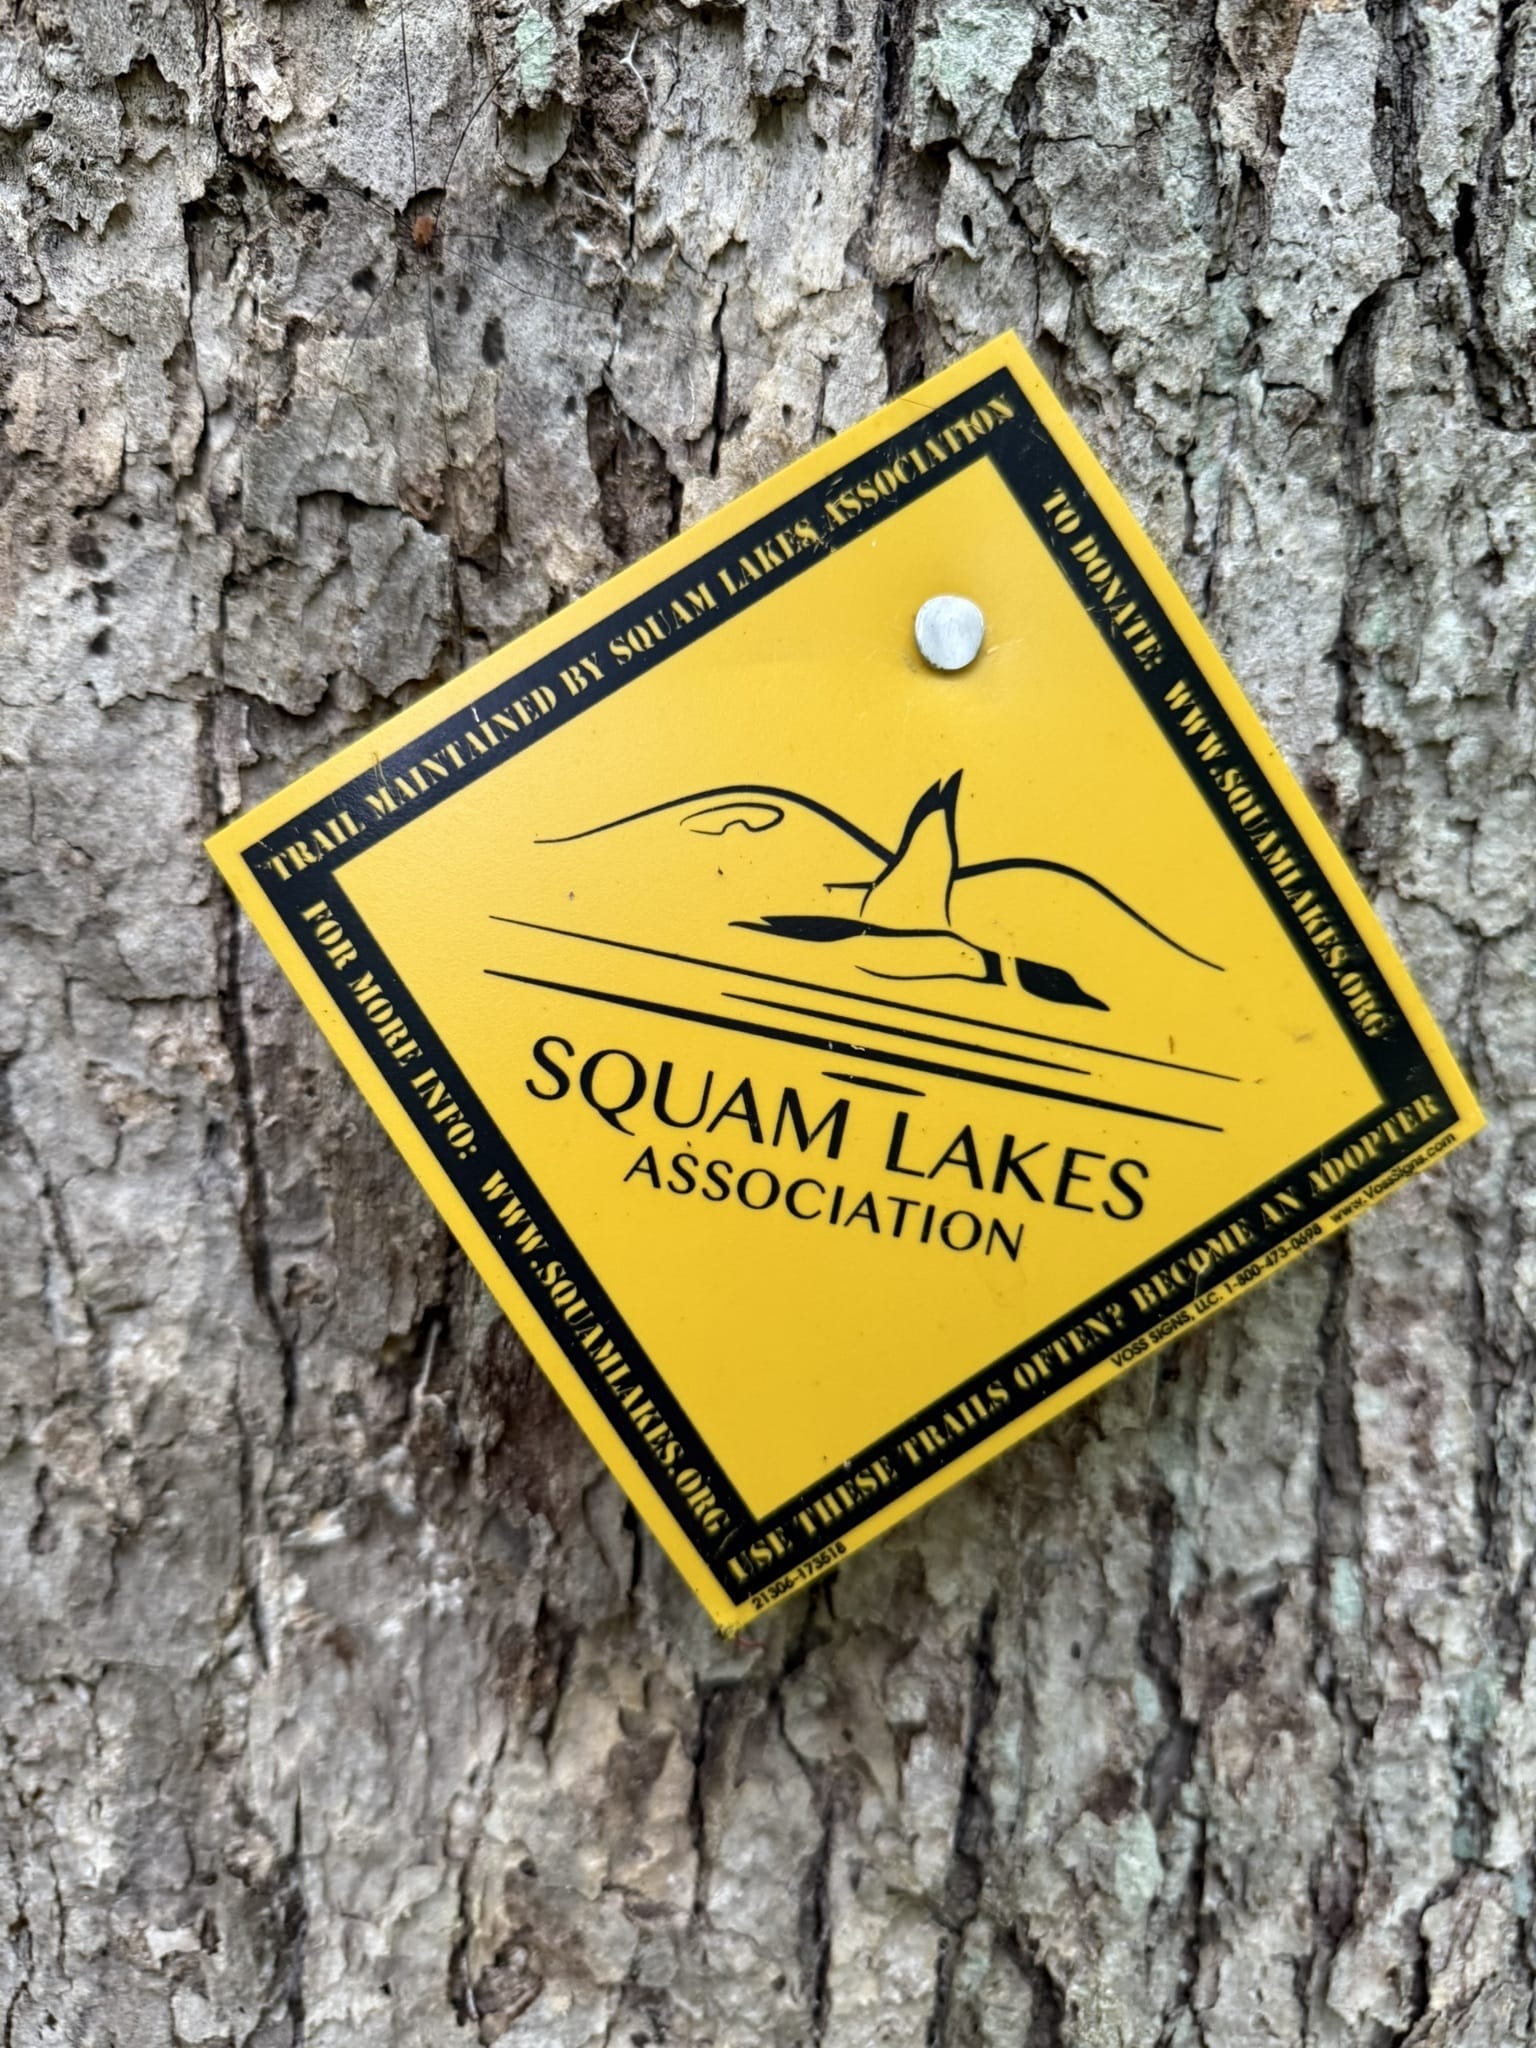 TRAIL MAINTAINED BY SQUAM LAKES ASSOCIATION
TO DONATE: WWW.SQUAMLAKES.ORG
FOR MORE INFO: WWW.SQUAMLAKES.ORG
SQUAM LAKES
ASSOCIATION
USE THESE TRAILS OFTEN? BECOME AN ADOPTER
21306-173518
VOSS SIGNS, LLC. 1-800-473-0698 www.VossSigns.com